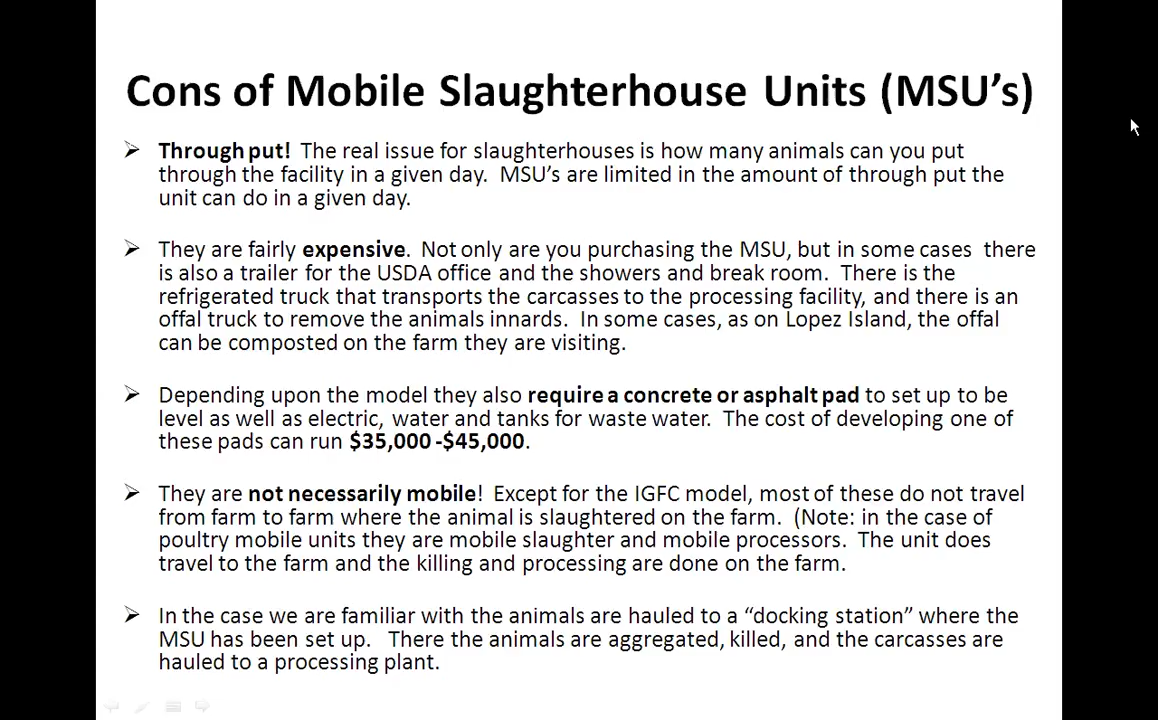 Cons of Mobile Slaughterhouse Units (MSU's)
Through put! The real issue for slaughterhouses is how many animals can you put
through the facility in a given day. MSU's are limited in the amount of through put the
unit can do in a given day.
They are fairly expensive. Not only are you purchasing the MSU, but in some cases there
is also a trailer for the USDA office and the showers and break room. There is the
refrigerated truck that transports the carcasses to the processing facility, and there is an
offal truck to remove the animals innards. In some cases, as on Lopez Island, the offal
can be composted on the farm they are visiting.
Depending upon the model they also require a concrete or asphalt pad to set up to be
level as well as electric, water and tanks for waste water. The cost of developing one of
these pads can run $35,000 -$45,000.
They are not necessarily mobile! Except for the IGFC model, most of these do not travel
from farm to farm where the animal is slaughtered on the farm. (Note: in the case of
poultry mobile units they are mobile slaughter and mobile processors. The unit does
travel to the farm and the killing and processing are done on the farm.
In the case we are familiar with the animals are hauled to a “docking station” where the
MSU has been set up. There the animals are aggregated, killed, and the carcasses are
hauled to a processing plant.